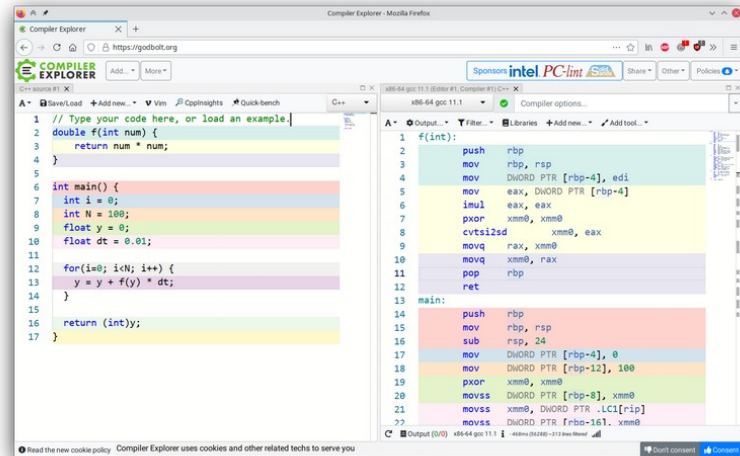 Compiler Explorer - Mozilla Firefox
Compiler Explorer × +
https://godbolt.org
COMPILER EXPLORER Add... More Sponsors intel. PC-lint Share Other Policies
C++ source #1 ×
x86-64 gcc 11.1 (Editor #1, Compiler #1) C++ ×
A Save/Load + Add new... Vim CppInsights Quick-bench C++
x86-64 gcc 11.1 Compiler options...
A Output... Filter... Libraries + Add new... Add tool...
1 // Type your code here, or load an example.
2 double f(int num) {
3 return num * num;
4 }
5
6 int main() {
7 int i = 0;
8 int N = 100;
9 float y = 0;
10 float dt = 0.01;
11
12 for(i=0; i<N; i++) {
13 y = y + f(y) * dt;
14 }
15
16 return (int)y;
17 }
1 f(int):
2 push rbp
3 mov rbp, rsp
4 mov DWORD PTR [rbp-4], edi
5 mov eax, DWORD PTR [rbp-4]
6 imul eax, eax
7 pxor xmm0, xmm0
8 cvtsi2sd xmm0, eax
9 movq rax, xmm0
10 movq xmm0, rax
11 pop rbp
12 ret
13 main:
14 push rbp
15 mov rbp, rsp
16 sub rsp, 24
17 mov DWORD PTR [rbp-4], 0
18 mov DWORD PTR [rbp-12], 100
19 pxor xmm0, xmm0
20 movss DWORD PTR [rbp-8], xmm0
21 movss xmm0, DWORD PTR .LC1[rip]
22 movss DWORD PTR [rbp-16], xmm0
Output (0/0) x86-64 gcc 11.1
Read the new cookie policy Compiler Explorer uses cookies and other related techs to serve you Don't consent Consent